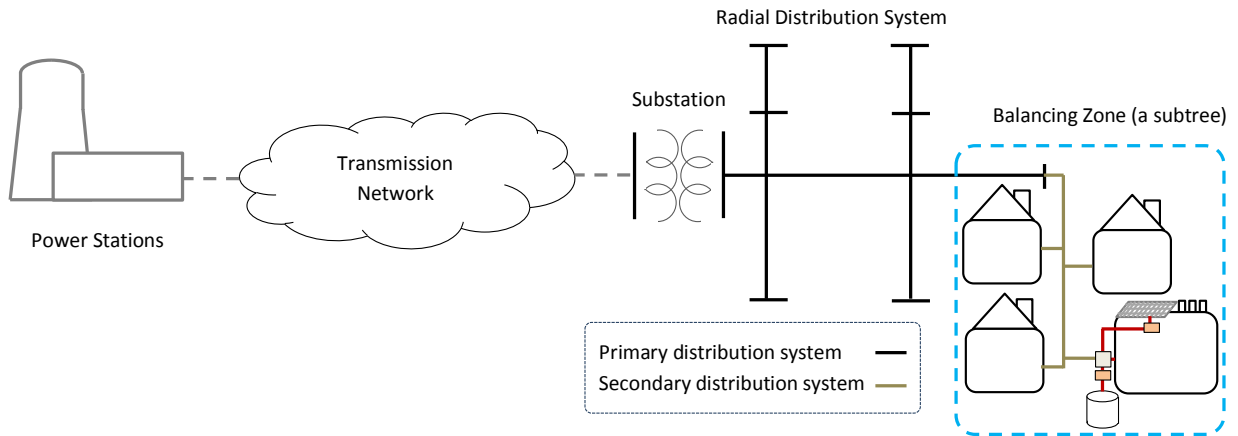 Radial Distribution System
Substation
Balancing Zone (a subtree)
Transmission
Network
Power Stations
Primary distribution system
Secondary distribution system